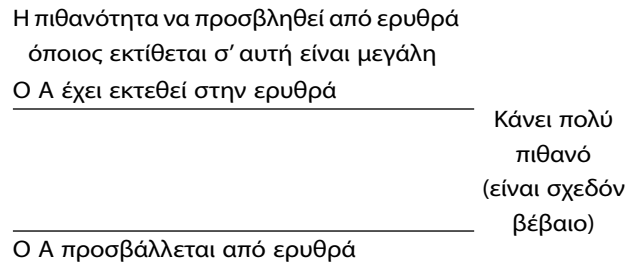 Η πιθανότητα να προσβληθεί από ερυθρά
όποιος εκτίθεται σ’ αυτή είναι μεγάλη
Ο Α έχει εκτεθεί στην ερυθρά
Κάνει πολύ
πιθανό
(είναι σχεδόν
βέβαιο)
Ο Α προσβάλλεται από ερυθρά